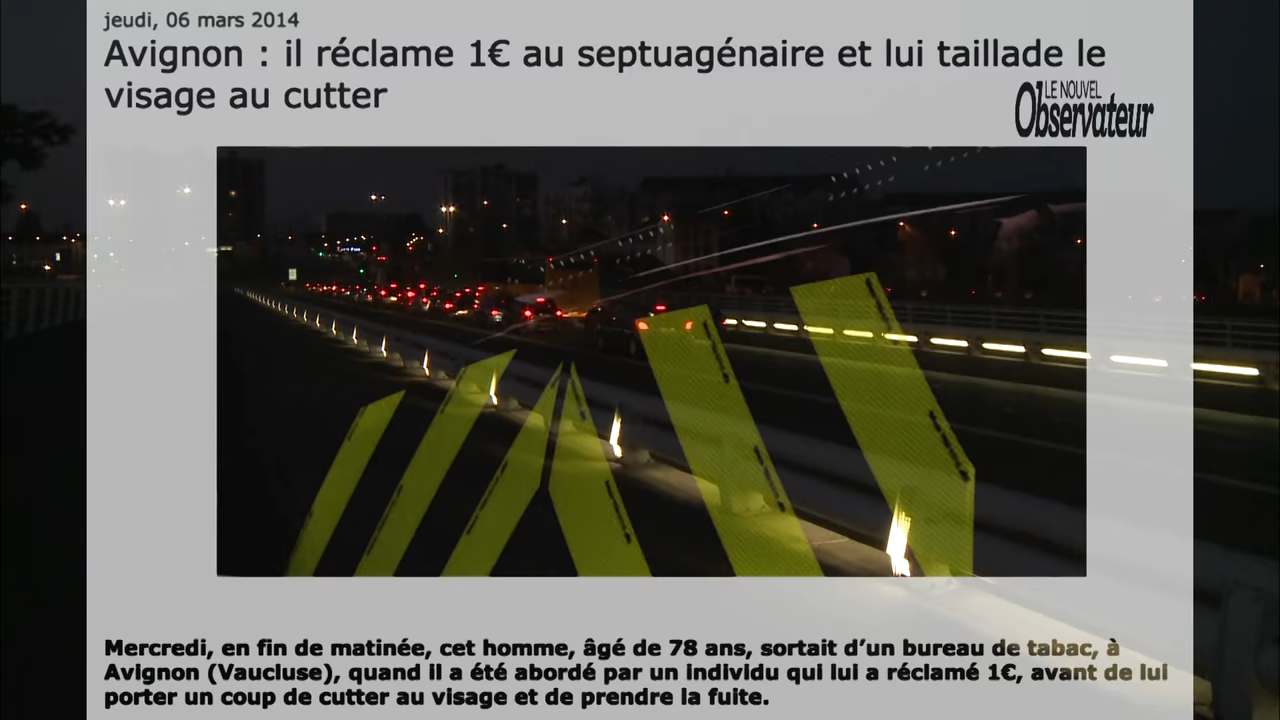 jeudi, 06 mars 2014
Avignon : il réclame 1€ au septuagénaire et lui taillade le
visage au cutter
LE NOUVEL
Observateur
Mercredi, en fin de matinée, cet homme, âgé de 78 ans, sortait d’un bureau de tabac, à
Avignon (Vaucluse), quand il a été abordé par un individu qui lui a réclamé 1€, avant de lui
porter un coup de cutter au visage et de prendre la fuite.